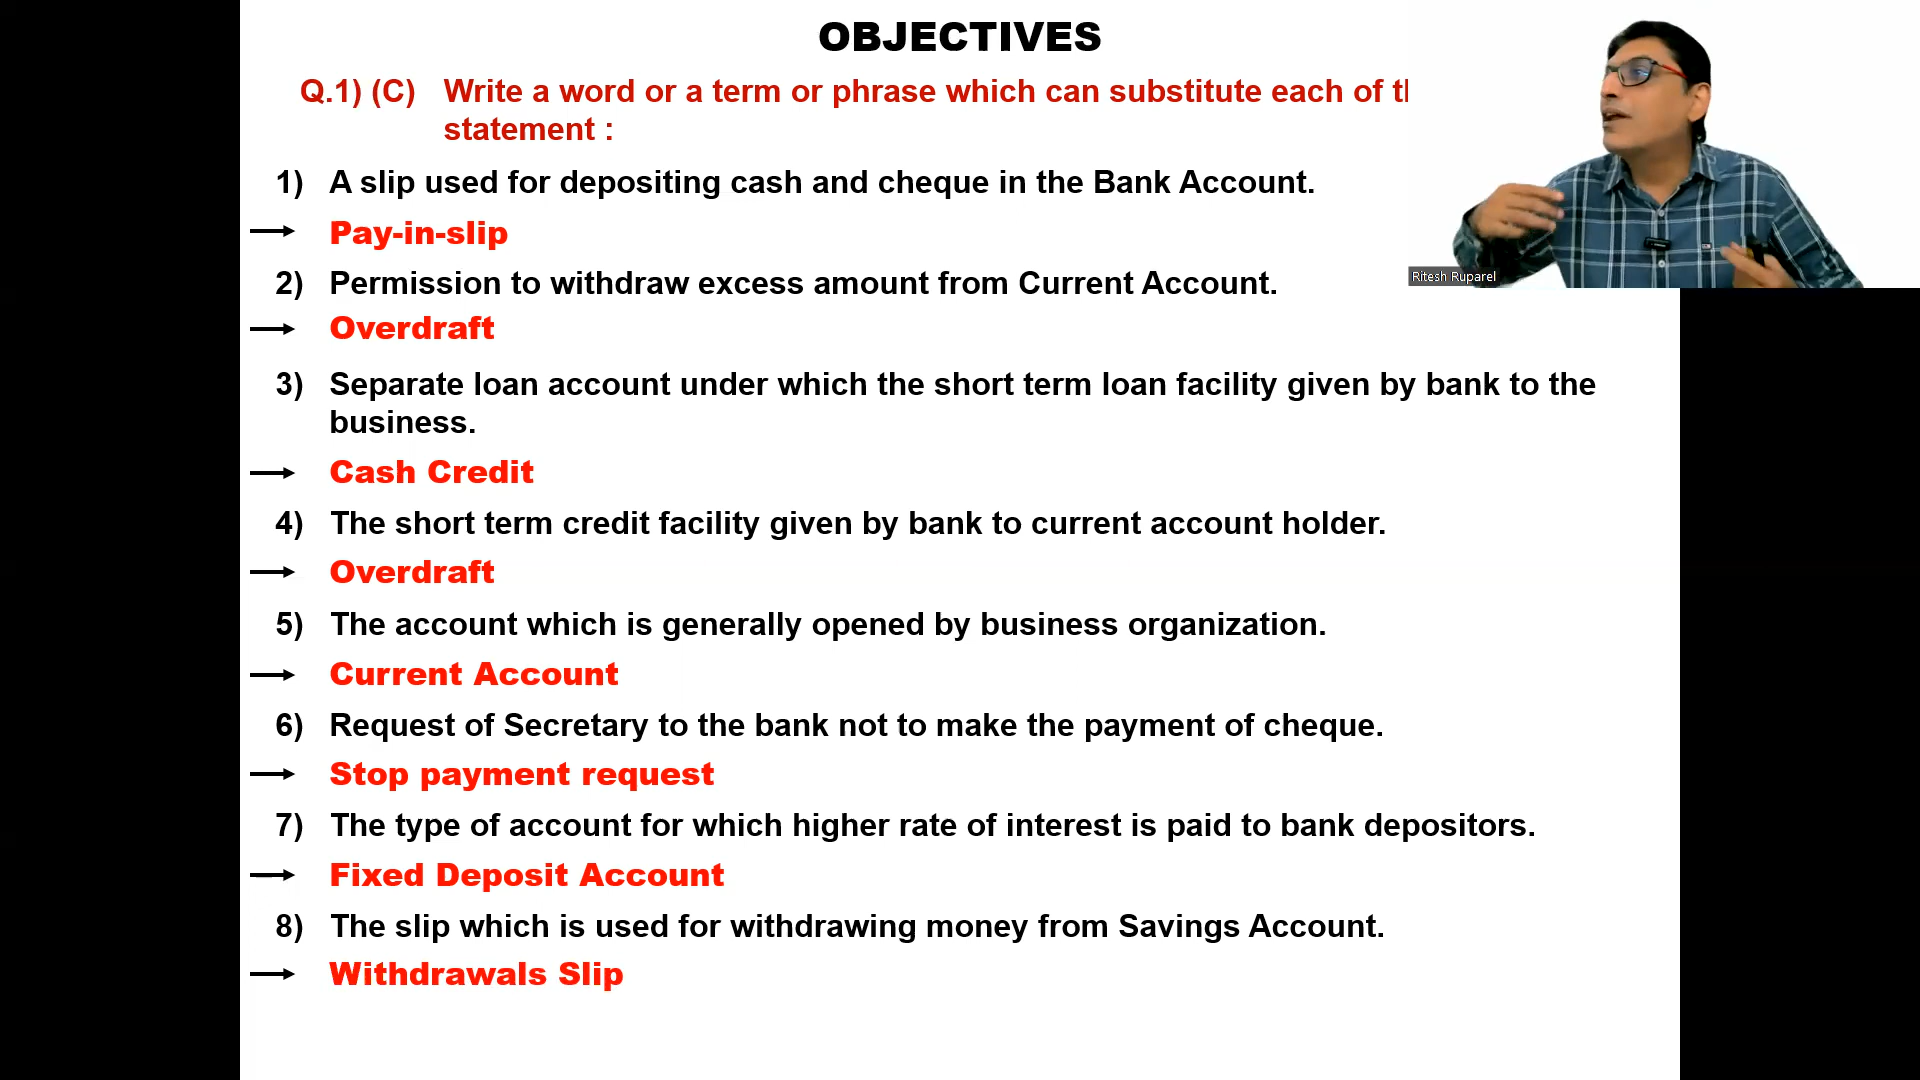 OBJECTIVES
Q.1) (C) Write a word or a term or phrase which can substitute each of
statement :
1) A slip used for depositing cash and cheque in the Bank Account.
Pay-in-slip
2) Permission to withdraw excess amount from Current Account.
Ritesh Ruparel
Overdraft
3) Separate loan account under which the short term loan facility given by bank to the
business.
Cash Credit
4) The short term credit facility given by bank to current account holder.
Overdraft
5) The account which is generally opened by business organization.
Current Account
6) Request of Secretary to the bank not to make the payment of cheque.
Stop payment request
7) The type of account for which higher rate of interest is paid to bank depositors.
Fixed Deposit Account
8) The slip which is used for withdrawing money from Savings Account.
Withdrawals Slip